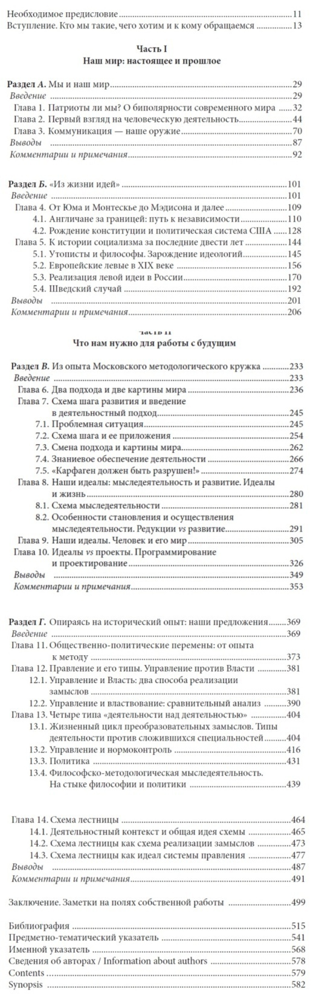 Необходимое предисловие ... 11
Вступление. Кто мы такие, чего хотим и к кому обращаемся ... 13
Часть I
Наш мир: настоящее и прошлое
Раздел А. Мы и наш мир ... 29
Введение ... 29
Глава 1. Патриоты ли мы? О биполярности современного мира ... 32
Глава 2. Первый взгляд на человеческую деятельность ... 44
Глава 3. Коммуникация — наше оружие ... 70
Выводы ... 87
Комментарии и примечания ... 92
Раздел Б. «Из жизни идей» ... 101
Введение ... 101
Глава 4. От Юма и Монтескье до Мэдисона и далее ... 109
4.1. Англичане за границей: путь к независимости ... 110
4.2. Рождение конституции и политическая система США ... 128
Глава 5. К истории социализма за последние двести лет ... 144
5.1. Утописты и философы. Зарождение идеологий ... 145
5.2. Европейские левые в XIX веке ... 156
5.3. Реализация левой идеи в России ... 170
5.4. Шведский случай ... 192
Выводы ... 201
Комментарии и примечания ... 206
Часть II
Что нам нужно для работы с будущим
Раздел В. Из опыта Московского методологического кружка ... 233
Введение ... 233
Глава 6. Два подхода и две картины мира ... 236
Глава 7. Схема шага развития и введение
в деятельностный подход ... 245
7.1. Проблемная ситуация ... 245
7.2. Схема шага и ее приложения ... 254
7.3. Смена подхода и картины мира ... 262
7.4. Знаниевое обеспечение деятельности ... 266
7.5. «Карфаген должен быть разрушен!» ... 274
Глава 8. Наши идеалы: мыследеятельность и развитие. Идеалы
и жизнь ... 280
8.1. Схема мыследеятельности ... 281
8.2. Особенности становления и осуществления
мыследеятельности. Редукции vs развитие ... 291
Глава 9. Наши идеалы. Человек и его мир ... 305
Глава 10. Идеалы vs проекты. Программирование
и проектирование ... 326
Выводы ... 349
Комментарии и примечания ... 353
Раздел Г. Опираясь на исторический опыт: наши предложения ... 369
Введение ... 369
Глава 11. Общественно-политические перемены: от опыта
к методу ... 373
Глава 12. Правление и его типы. Управление против Власти ... 381
12.1. Управление и Власть: два способа реализации
замыслов ... 381
12.2. Управление и властвование: сравнительный анализ ... 390
Глава 13. Четыре типа «деятельности над деятельностью» ... 404
13.1. Жизненный цикл преобразовательных замыслов. Типы
деятельности против сложившихся специальностей ... 404
13.2. Управление и нормоконтроль ... 416
13.3. Политика ... 431
13.4. Философско-методологическая мыследеятельность.
На стыке философии и политики ... 439
Глава 14. Схема лестницы ... 464
14.1. Деятельностный контекст и общая идея схемы ... 465
14.2. Схема лестницы как схема реализации замыслов ... 473
14.3. Схема лестницы как идеал системы правления ... 477
Выводы ... 487
Комментарии и примечания ... 491
Заключение. Заметки на полях собственной работы ... 499
Библиография ... 515
Предметно-тематический указатель ... 541
Именной указатель ... 568
Сведения об авторах / Information about authors ... 578
Contents ... 579
Synopsis ... 582